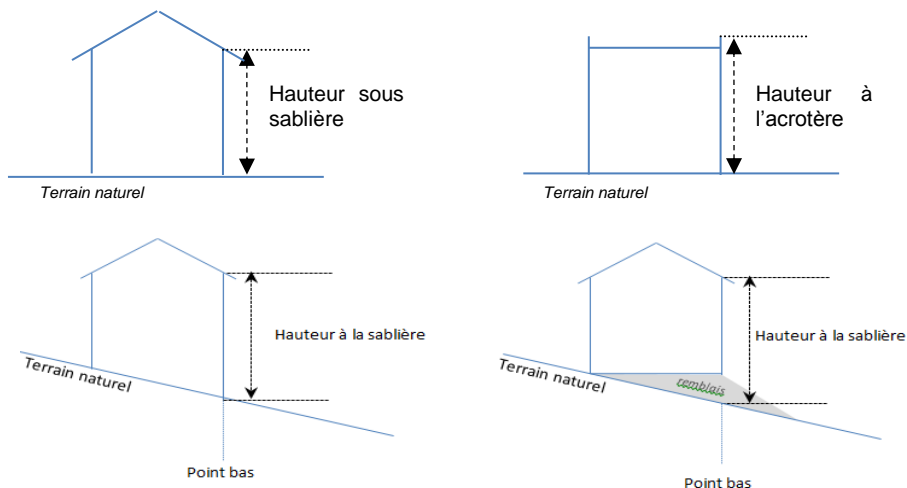 Hauteur sous
sablière
Terrain naturel
Hauteur à
l’acrotère
Terrain naturel
Hauteur à la sablière
Terrain naturel
Point bas
Hauteur à la sablière
Terrain naturel
remblais
Point bas